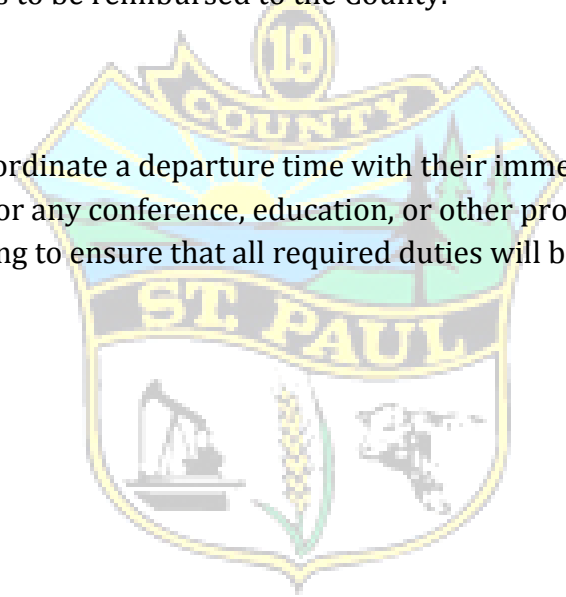 s to be reimbursed to the County.
19
COUNTY
ordinate a departure time with their imme
or any conference, education, or other pro
ng to ensure that all required duties will b
ST. PAUL